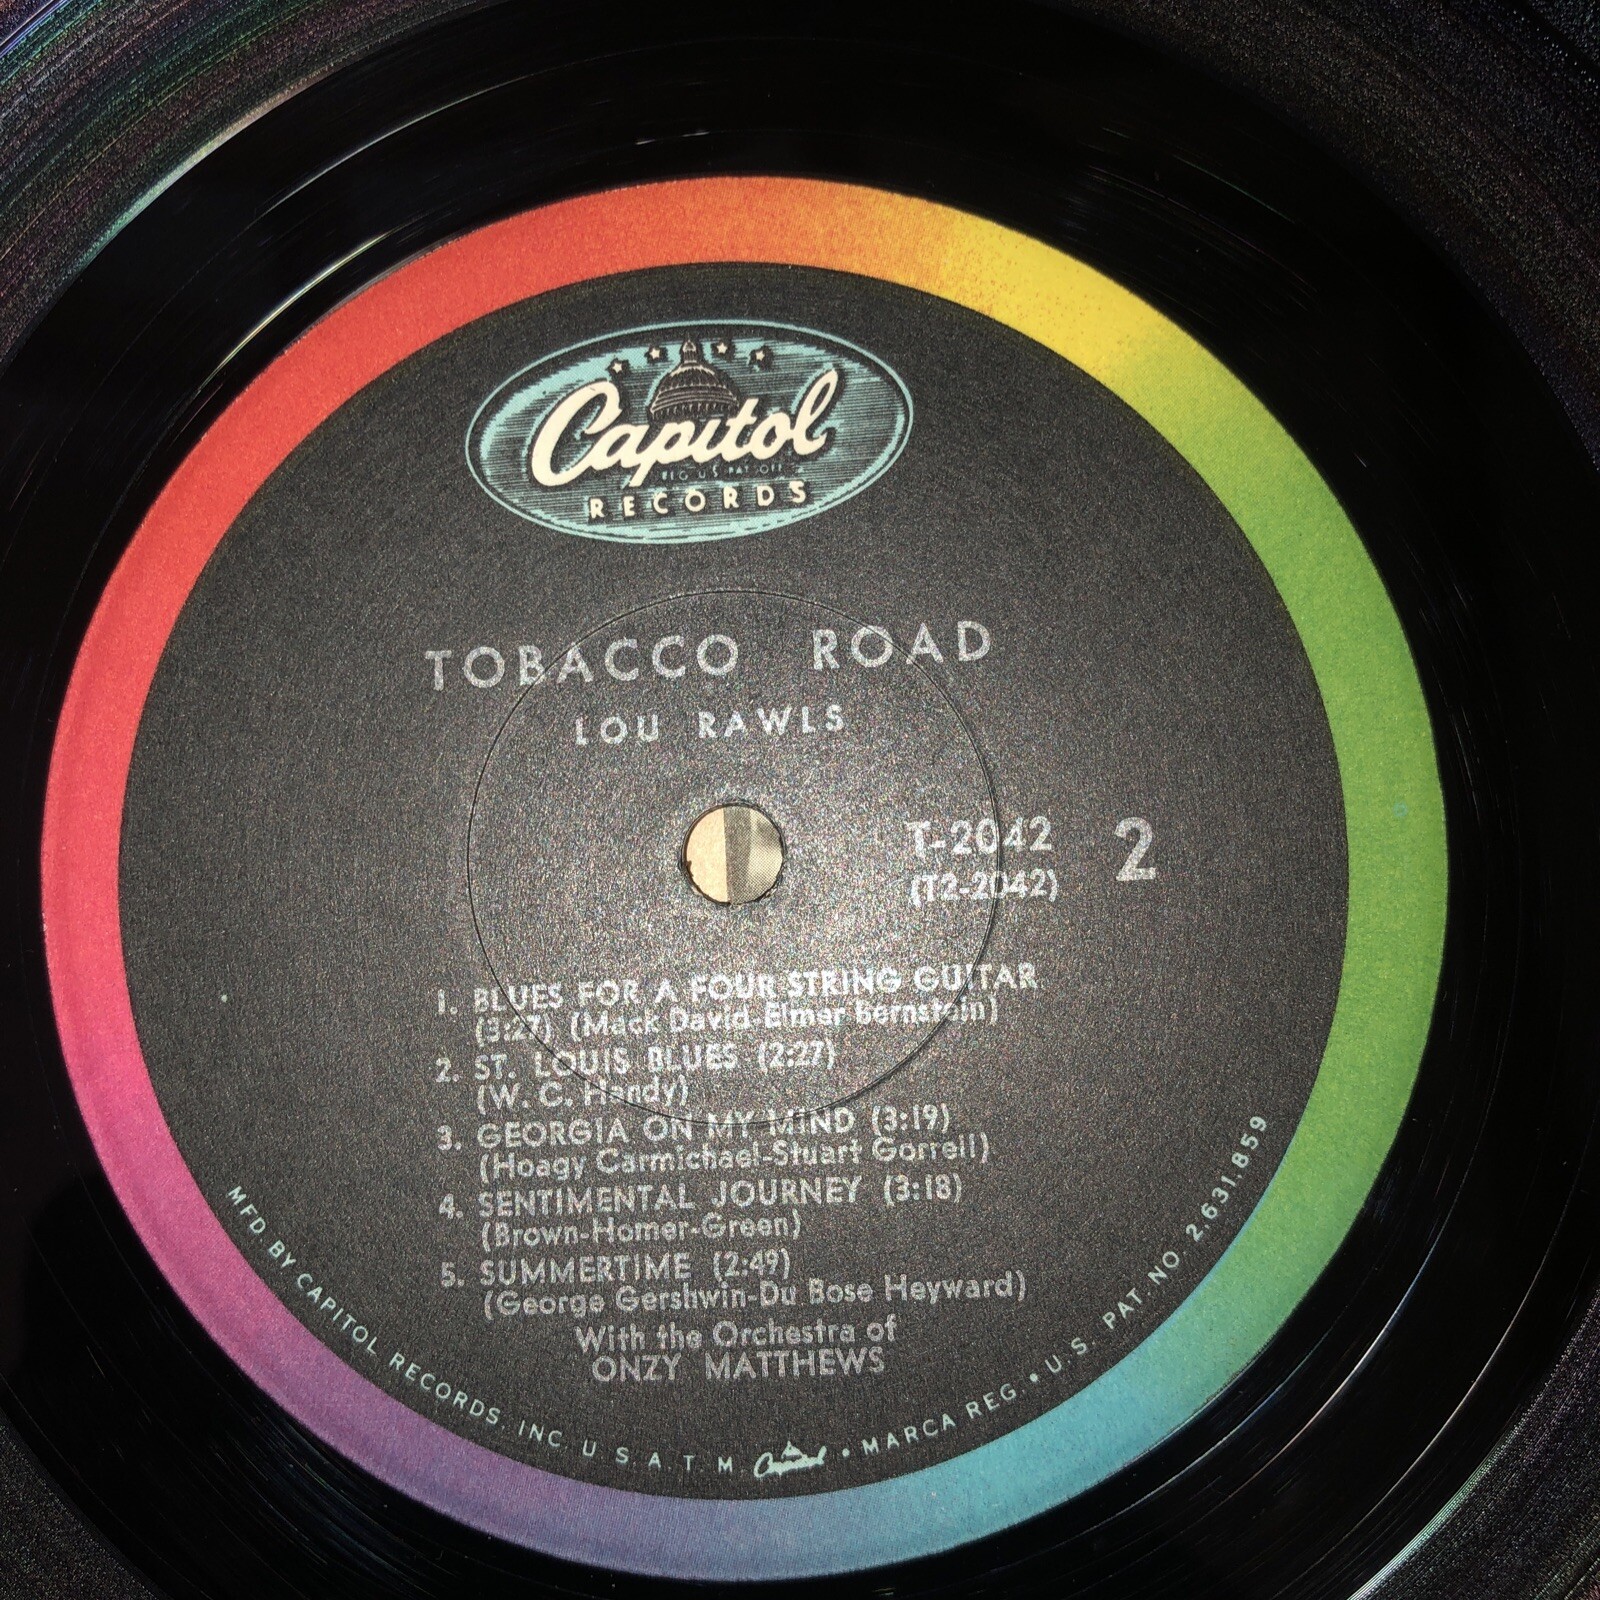 Capitol
REG. U.S. PAT. OFF.
RECORDS
TOBACCO ROAD
LOU RAWLS
T-2042 2
(T2-2042)
1. BLUES FOR A FOUR STRING GUITAR
(3:27) (Mack David-Elmer Bernstein)
2. ST. LOUIS BLUES (2:27)
(W. C. Handy)
3. GEORGIA ON MY MIND (3:19)
(Hoagy Carmichael-Stuart Gorrell)
4. SENTIMENTAL JOURNEY (3:18)
(Brown-Homer-Green)
5. SUMMERTIME (2:49)
(George Gershwin-Du Bose Heyward)
With the Orchestra of
ONZY MATTHEWS
MFD. BY CAPITOL RECORDS, INC. U.S.A. T.M. Capitol • MARCA REG. • U.S. PAT. NO. 2,631,859